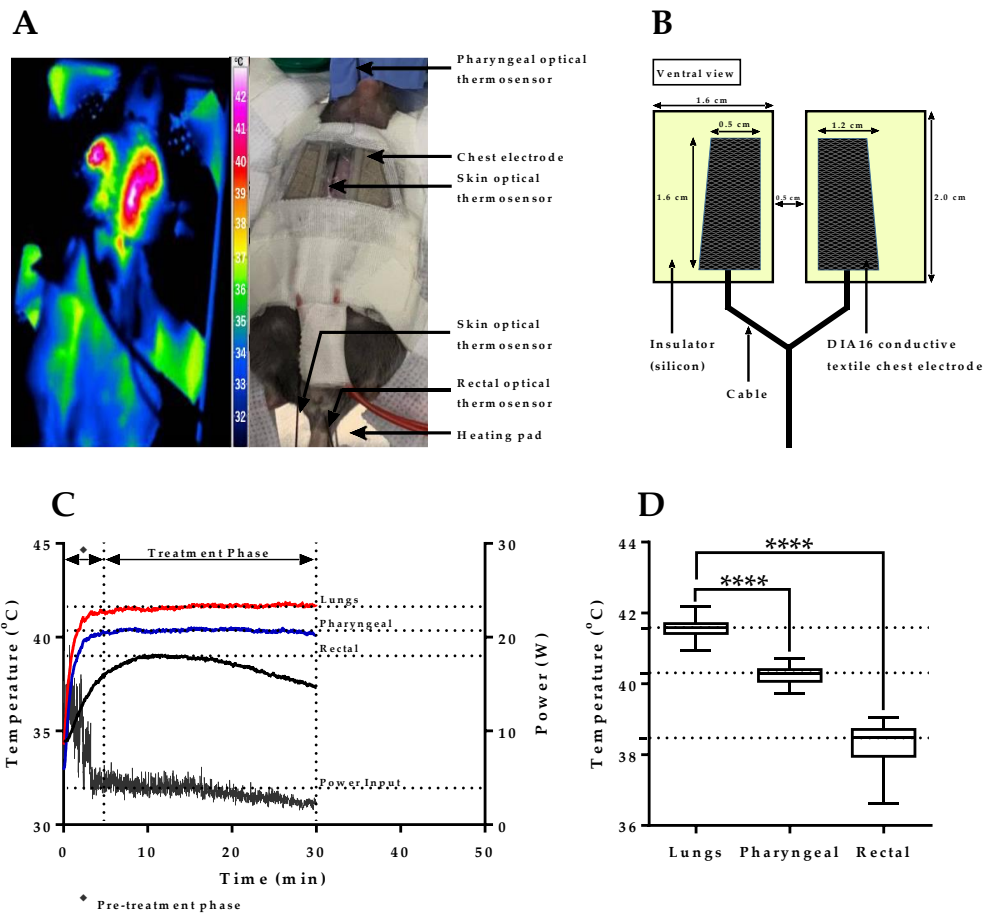 A
°C
42
41
40
39
38
37
36
35
34
33
32
Pharyngeal optical
thermosensor
Chest electrode
Skin optical
thermosensor
Skin optical
thermosensor
Rectal optical
thermosensor
Heating pad
B
Ventral view
1.6 cm
0.5 cm
1.2 cm
1.6 cm
0.5 cm
2.0 cm
Insulator
(silicon)
Cable
DIA16 conductive
textile chest electrode
C
45
40
35
30
Temperature (°C)
◆
Treatment Phase
Lungs
Pharyngeal
Rectal
Power Input
30
20
10
0
Power (W)
0 10 20 30 40 50
Time (min)
◆ Pre-treatment phase
D
44
42
40
38
36
Temperature (°C)
****
****
Lungs Pharyngeal Rectal